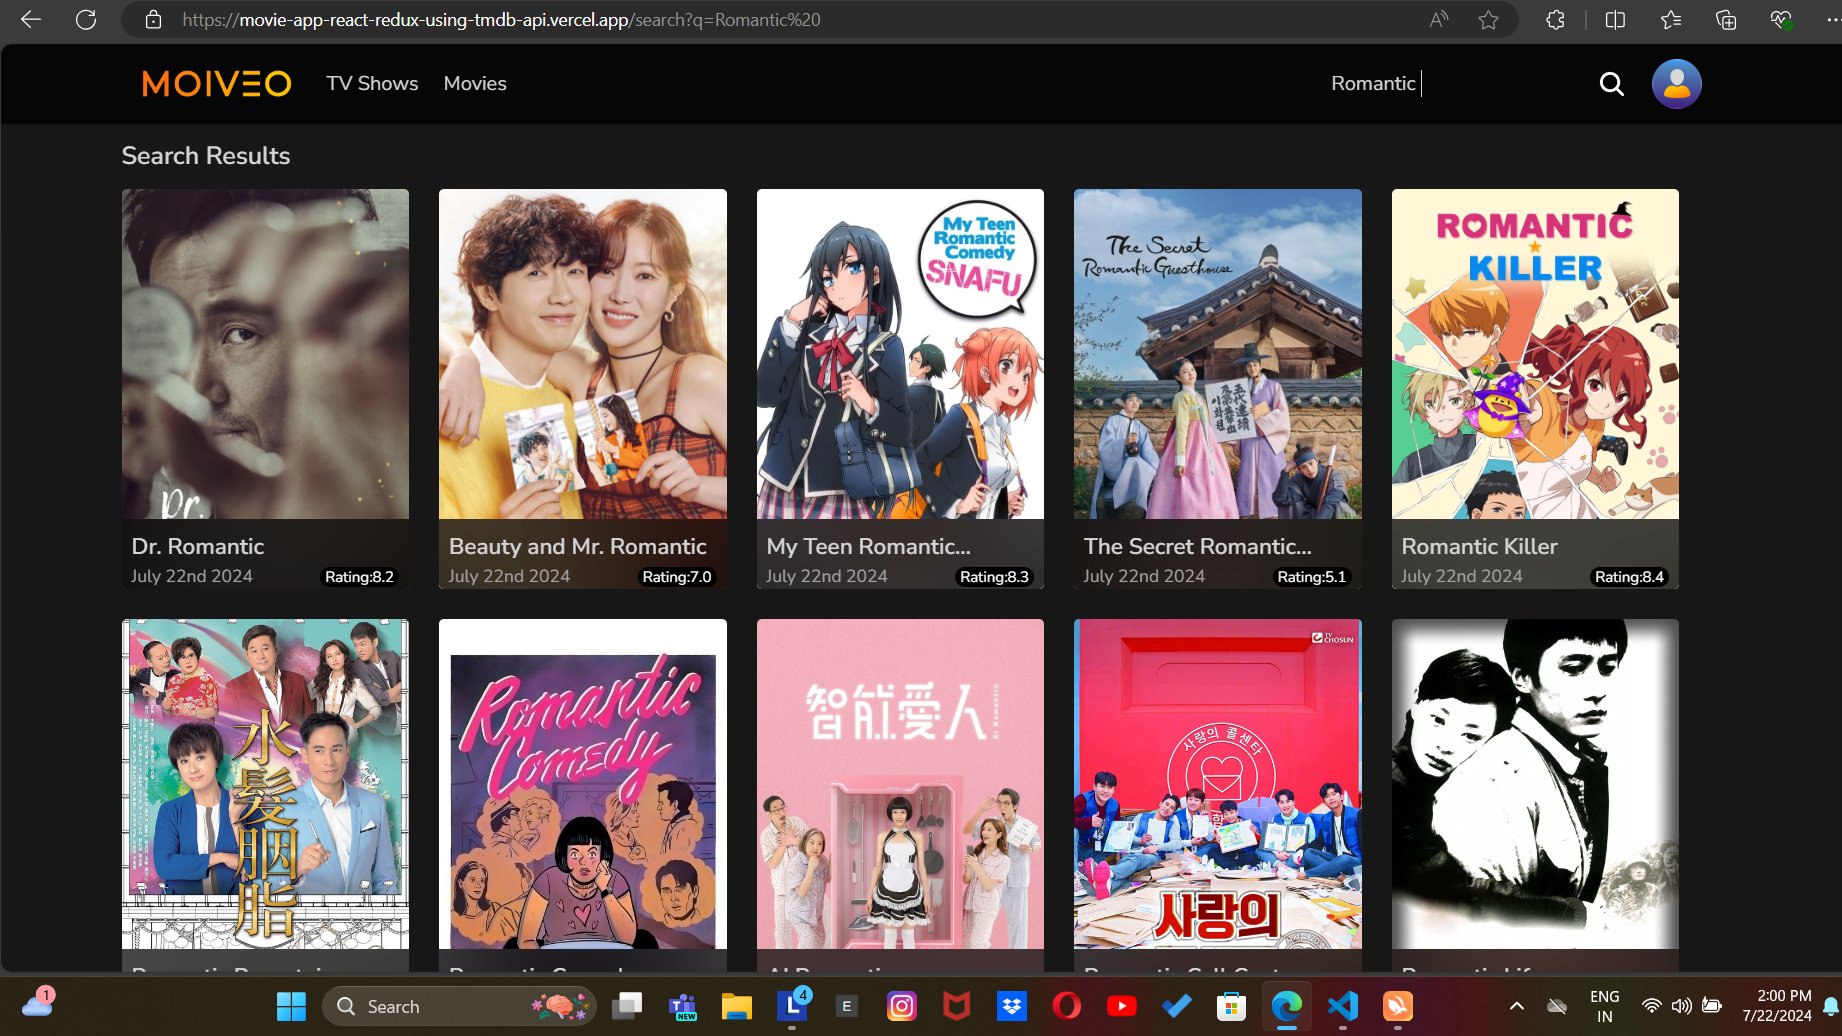 https://movie-app-react-redux-using-tmdb-api.vercel.app/search?q=Romantic%20
MOIVEO
TV Shows
Movies
Romantic
Search Results
Dr.
Dr. Romantic
July 22nd 2024
Rating:8.2
Beauty and Mr. Romantic
July 22nd 2024
Rating:7.0
My Teen
Romantic
Comedy
SNAFU
My Teen Romantic...
July 22nd 2024
Rating:8.3
The Secret
Romantic Guesthouse
The Secret Romantic...
July 22nd 2024
Rating:5.1
ROMANTIC
KILLER
Romantic Killer
July 22nd 2024
Rating:8.4
水髮胭脂
Romantic
Comedy
智能愛人
AI Romantic
TV CHOSUN
사랑의 콜센타
사랑의
1
Search
NEW
4
ENG
IN
2:00 PM
7/22/2024